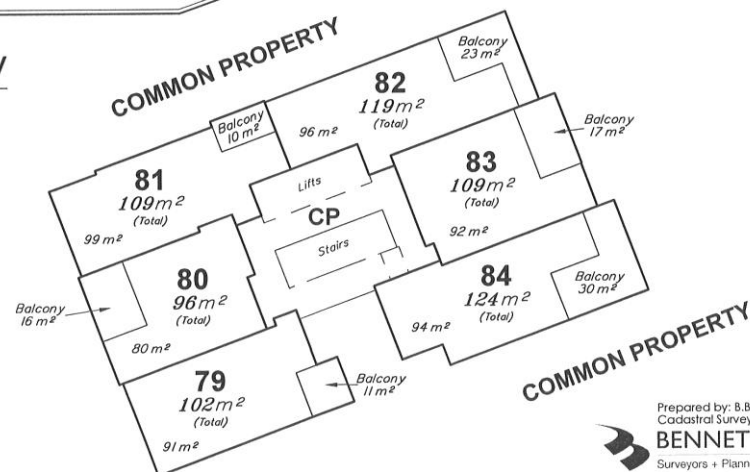 COMMON PROPERTY
Balcony
23 m²
82
119m²
(Total)
96 m²
Balcony
10 m²
Balcony
17 m²
81
109m²
(Total)
99 m²
Lifts
CP
Stairs
83
109m²
(Total)
92 m²
80
96m²
(Total)
80 m²
Balcony
16 m²
84
124m²
(Total)
94 m²
Balcony
30 m²
79
102m²
(Total)
91 m²
Balcony
11 m²
COMMON PROPERTY
Prepared by: B.B
Cadastral Survey
BENNET
Surveyors + Plann